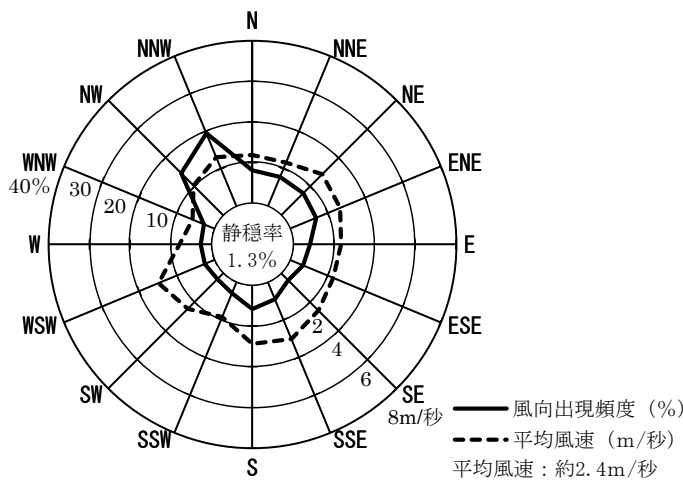 N
NNW
NNE
NW
NE
WNW
ENE
40%
30
20
10
静穏率
1.3%
W
E
WSW
ESE
2
4
6
SW
SE
8m/秒
SSW
SSE
S
風向出現頻度（%）
平均風速（m/秒）
平均風速：約2.4m/秒